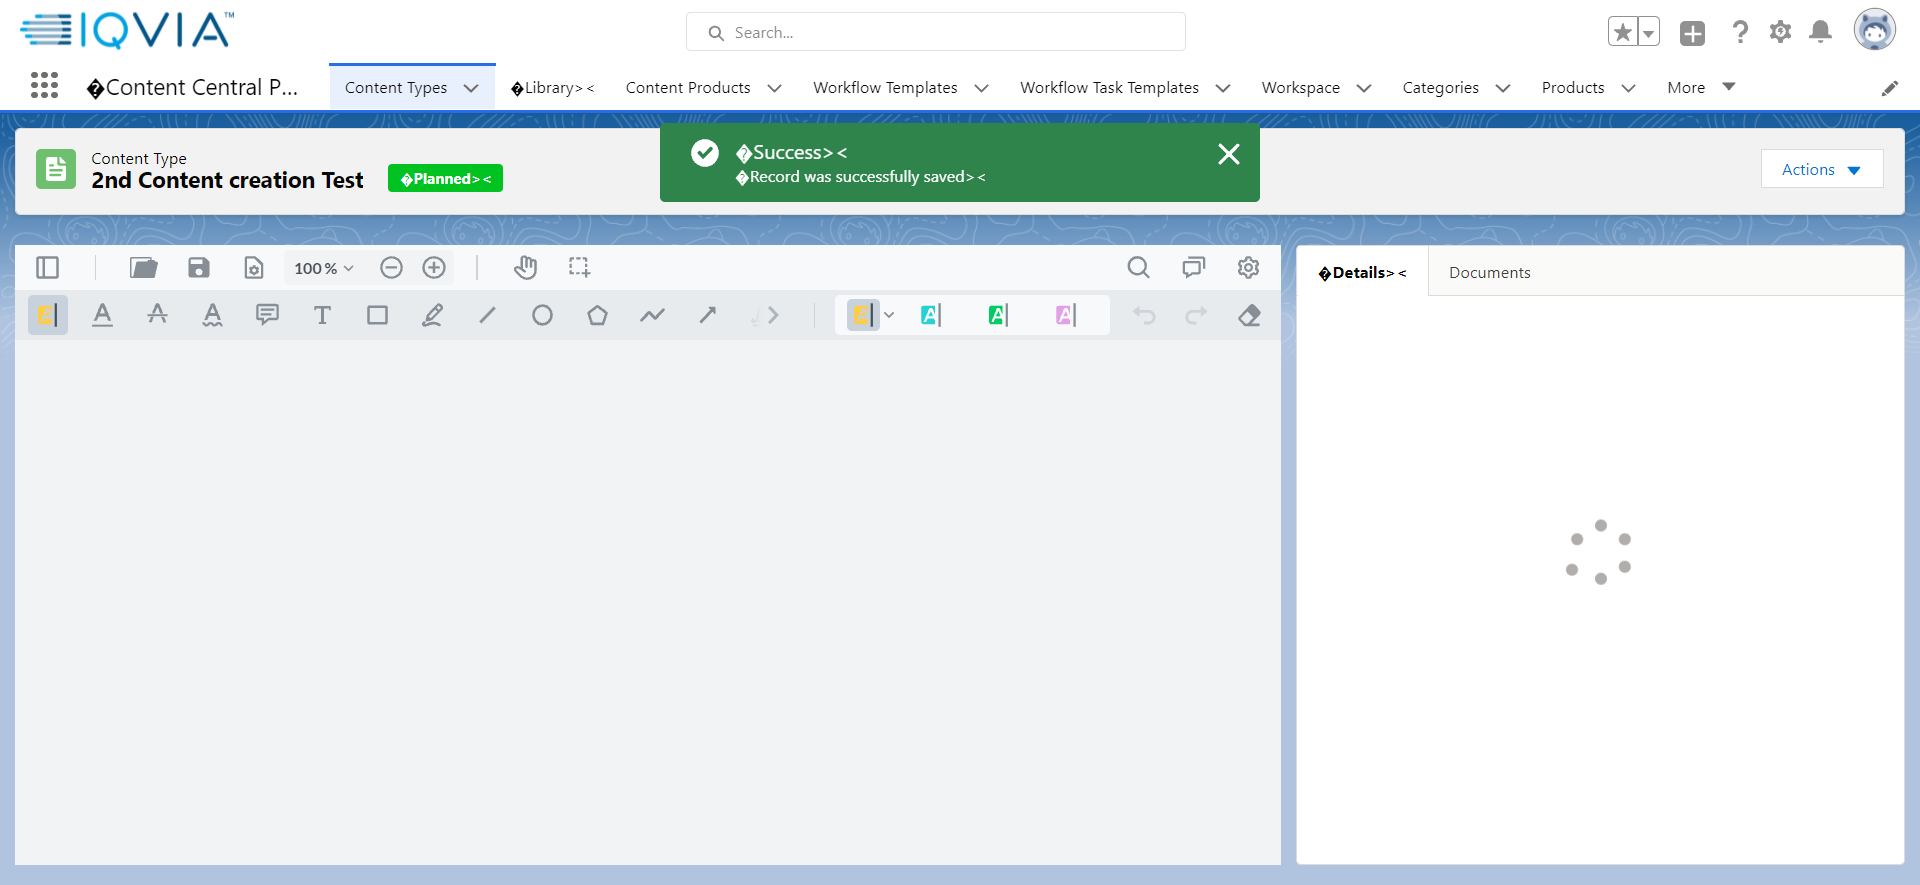 IQVIA™
Search...
�Content Central P...
Content Types
�Library><
Content Products
Workflow Templates
Workflow Task Templates
Workspace
Categories
Products
More
Content Type
2nd Content creation Test
�Planned><
�Success><
�Record was successfully saved><
Actions
100 %
�Details><
Documents